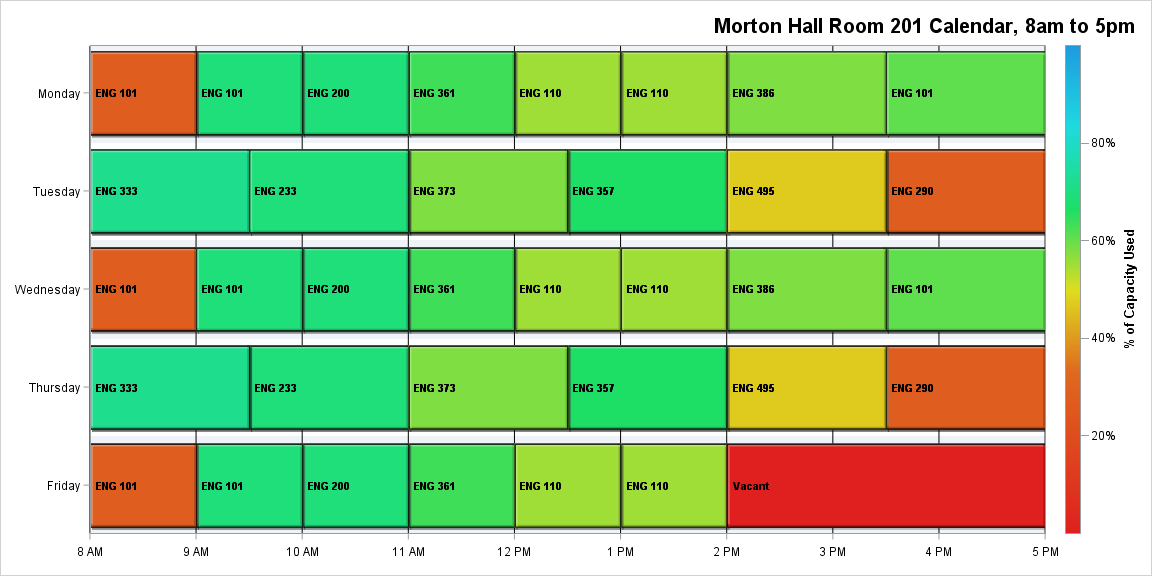 Morton Hall Room 201 Calendar, 8am to 5pm
Monday ENG 101 ENG 101 ENG 200 ENG 361 ENG 110 ENG 110 ENG 386 ENG 101
Tuesday ENG 333 ENG 233 ENG 373 ENG 357 ENG 495 ENG 290
Wednesday ENG 101 ENG 101 ENG 200 ENG 361 ENG 110 ENG 110 ENG 386 ENG 101
Thursday ENG 333 ENG 233 ENG 373 ENG 357 ENG 495 ENG 290
Friday ENG 101 ENG 101 ENG 200 ENG 361 ENG 110 ENG 110 Vacant
8 AM 9 AM 10 AM 11 AM 12 PM 1 PM 2 PM 3 PM 4 PM 5 PM
80%
60%
40%
20%
% of Capacity Used